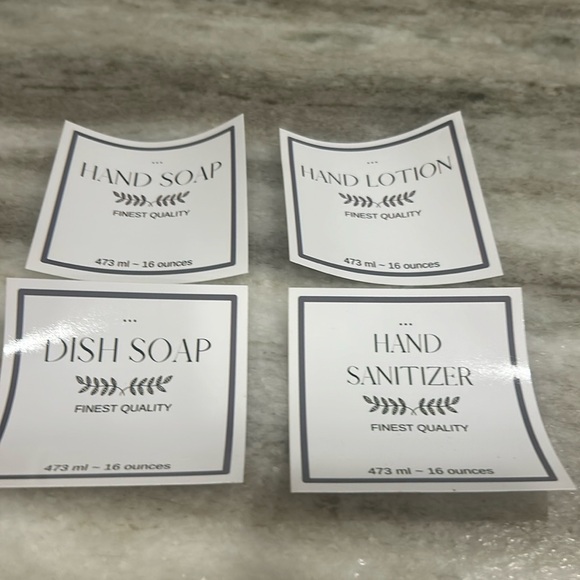 ...
HAND SOAP
FINEST QUALITY
473 ml ~ 16 ounces
...
HAND LOTION
FINEST QUALITY
473 ml ~ 16 ounces
...
DISH SOAP
FINEST QUALITY
473 ml ~ 16 ounces
...
HAND
SANITIZER
FINEST QUALITY
473 ml ~ 16 ounces